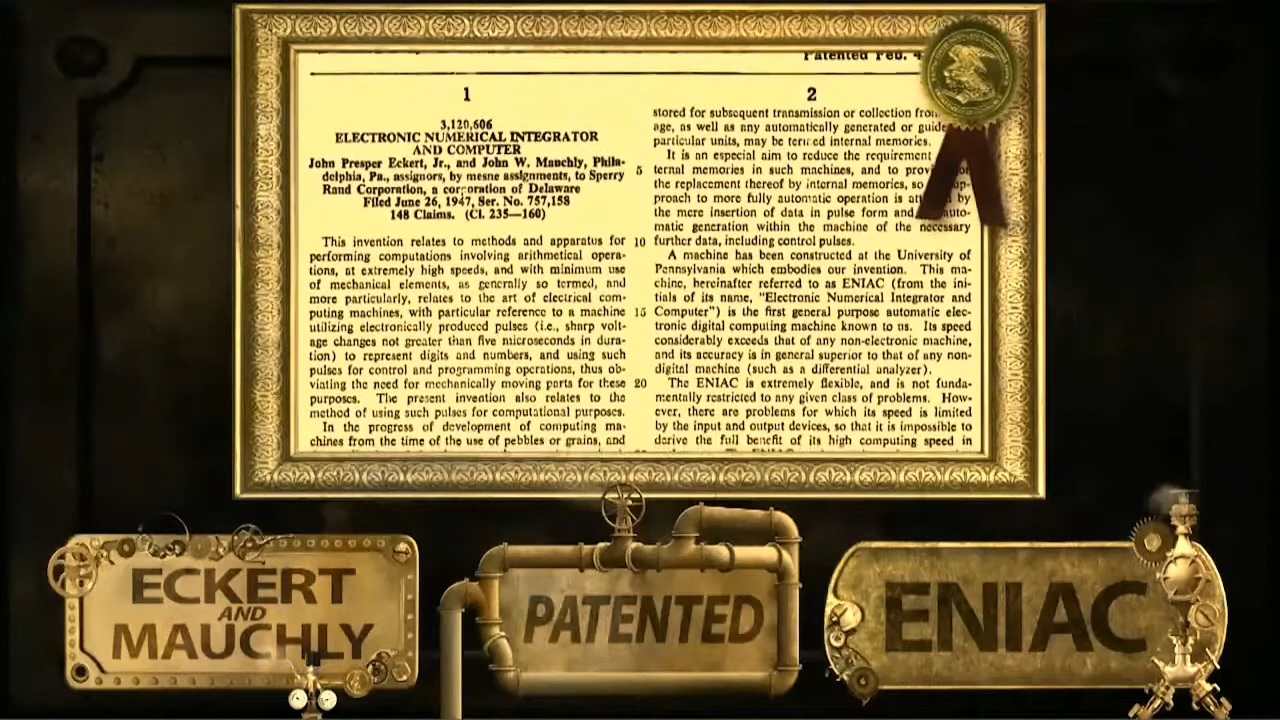 Patented Feb. 4
1
3,120,606
ELECTRONIC NUMERICAL INTEGRATOR
AND COMPUTER
John Presper Eckert, Jr., and John W. Mauchly, Phila-
delphia, Pa., assignors, by mesne assignments, to Sperry
Rand Corporation, a corporation of Delaware
Filed June 26, 1947, Ser. No. 757,158
148 Claims. (Cl. 235—160)
This invention relates to methods and apparatus for
performing computations involving arithmetical opera-
tions, at extremely high speeds, and with minimum use
of mechanical elements, as generally so termed, and
more particularly, relates to the art of electrical com-
puting machines, with particular reference to a machine
utilizing electronically produced pulses (i.e., sharp volt-
age changes not greater than five microseconds in dura-
tion) to represent digits and numbers, and using such
pulses for control and programming operations, thus ob-
viating the need for mechanically moving parts for these
purposes. The present invention also relates to the
method of using such pulses for computational purposes.
In the progress of development of computing ma-
chines from the time of the use of pebbles or grains, and
5
10
15
20
2
stored for subsequent transmission or collection
age, as well as any automatically generated or
particular units, may be termed internal memories.
It is an especial aim to reduce the requirement
ternal memories in such machines, and to
the replacement thereof by internal memories, so
proach to more fully automatic operation is by
the mere insertion of data in pulse form and auto-
matic generation within the machine of the necessary
further data, including control pulses.
A machine has been constructed at the University of
Pennsylvania which embodies our invention. This ma-
chine, hereinafter referred to as ENIAC (from the ini-
tials of its name, "Electronic Numerical Integrator and
Computer") is the first general purpose automatic elec-
tronic digital computing machine known to us. Its speed
considerably exceeds that of any non-electronic machine,
and its accuracy is in general superior to that of any non-
digital machine (such as a differential analyzer).
The ENIAC is extremely flexible, and is not funda-
mentally restricted to any given class of problems. How-
ever, there are problems for which its speed is limited
by the input and output devices, so that it is impossible to
derive the full benefit of its high computing speed in
ECKERT
AND
MAUCHLY
PATENTED
ENIAC